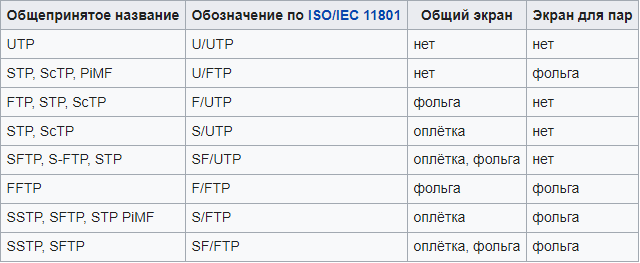 Общепринятое название Обозначение по ISO/IEC 11801 Общий экран Экран для пар
UTP U/UTP нет нет
STP, ScTP, PiMF U/FTP нет фольга
FTP, STP, ScTP F/UTP фольга нет
STP, ScTP S/UTP оплётка нет
SFTP, S-FTP, STP SF/UTP оплётка, фольга нет
FFTP F/FTP фольга фольга
SSTP, SFTP, STP PiMF S/FTP оплётка фольга
SSTP, SFTP SF/FTP оплётка, фольга фольга